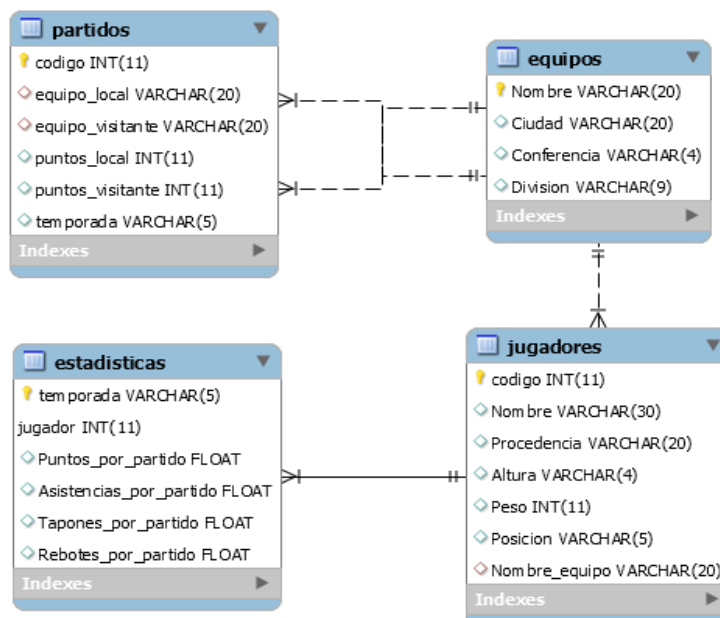 partidos
codigo INT(11)
equipo_local VARCHAR(20)
equipo_visitante VARCHAR(20)
puntos_local INT(11)
puntos_visitante INT(11)
temporada VARCHAR(5)
Indexes
equipos
Nombre VARCHAR(20)
Ciudad VARCHAR(20)
Conferencia VARCHAR(4)
Division VARCHAR(9)
Indexes
estadisticas
temporada VARCHAR(5)
jugador INT(11)
Puntos_por_partido FLOAT
Asistencias_por_partido FLOAT
Tapones_por_partido FLOAT
Rebotes_por_partido FLOAT
Indexes
jugadores
codigo INT(11)
Nombre VARCHAR(30)
Procedencia VARCHAR(20)
Altura VARCHAR(4)
Peso INT(11)
Posicion VARCHAR(5)
Nombre_equipo VARCHAR(20)
Indexes